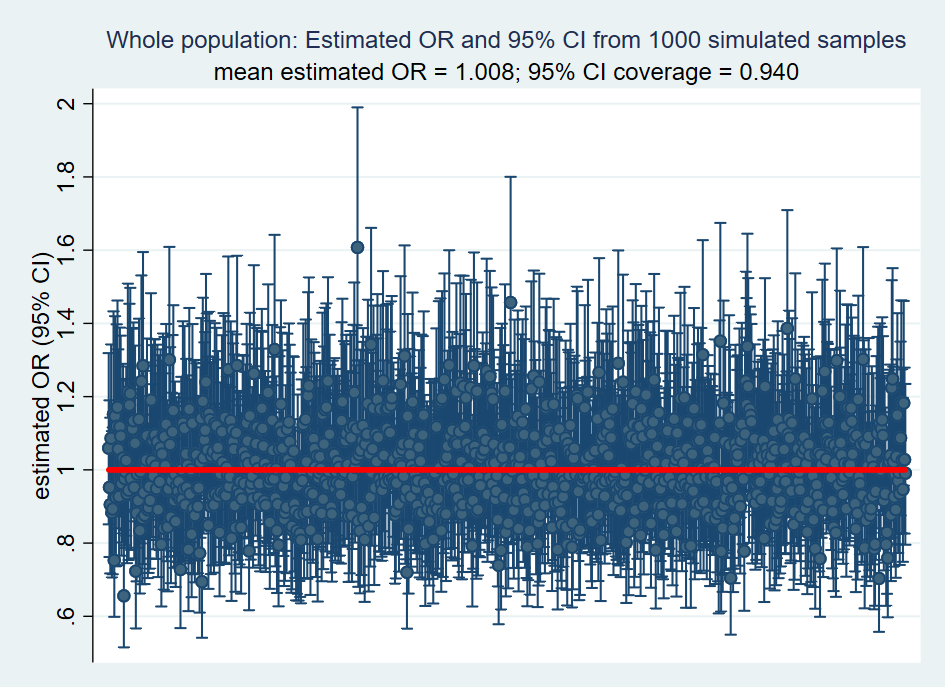 Whole population: Estimated OR and 95% CI from 1000 simulated samples
mean estimated OR = 1.008; 95% CI coverage = 0.940
estimated OR (95% CI)
2
1.8
1.6
1.4
1.2
1
.8
.6